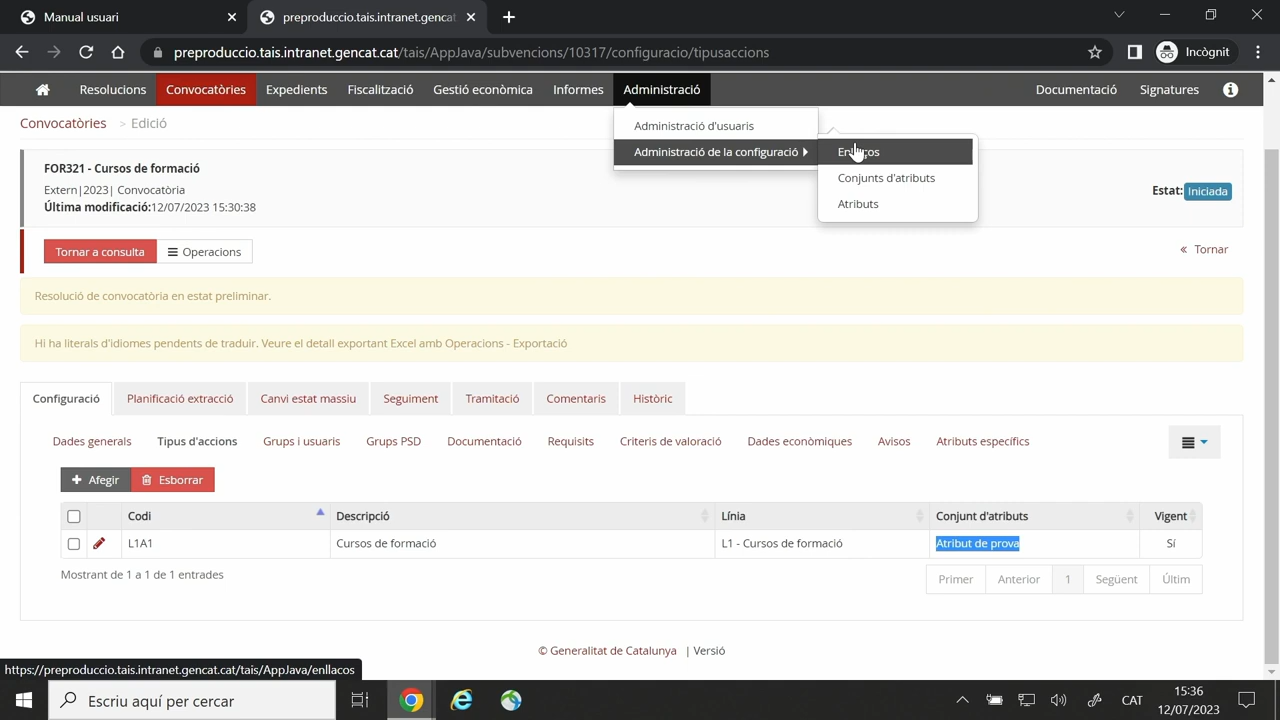 Manual usuari
preproduccio.tais.intranet.gencat
preproduccio.tais.intranet.gencat.cat/tais/AppJava/subvencions/10317/configuracio/tipusaccions
Incògnit
Resolucions
Convocatòries
Expedients
Fiscalització
Gestió econòmica
Informes
Administració
Documentació
Signatures
Administració d'usuaris
Administració de la configuració
Conjunts d'atributs
Atributs
Convocatòries > Edició
FOR321 - Cursos de formació
Extern|2023| Convocatòria
Última modificació:12/07/2023 15:30:38
Estat: Iniciada
Tornar a consulta
Operacions
« Tornar
Resolució de convocatòria en estat preliminar.
Hi ha literals d'idiomes pendents de traduir. Veure el detall exportant Excel amb Operacions - Exportació
Configuració
Planificació extracció
Canvi estat massiu
Seguiment
Tramitació
Comentaris
Històric
Dades generals
Tipus d'accions
Grups i usuaris
Grups PSD
Documentació
Requisits
Criteris de valoració
Dades econòmiques
Avisos
Atributs específics
+ Afegir
Esborrar
Codi
Descripció
Línia
Conjunt d'atributs
Vigent
L1A1
Cursos de formació
L1 - Cursos de formació
Atribut de prova
Sí
Mostrant de 1 a 1 de 1 entrades
Primer
Anterior
1
Següent
Últim
© Generalitat de Catalunya | Versió
https://preproduccio.tais.intranet.gencat.cat/tais/AppJava/enllacos
Escriu aquí per cercar
CAT
15:36
12/07/2023